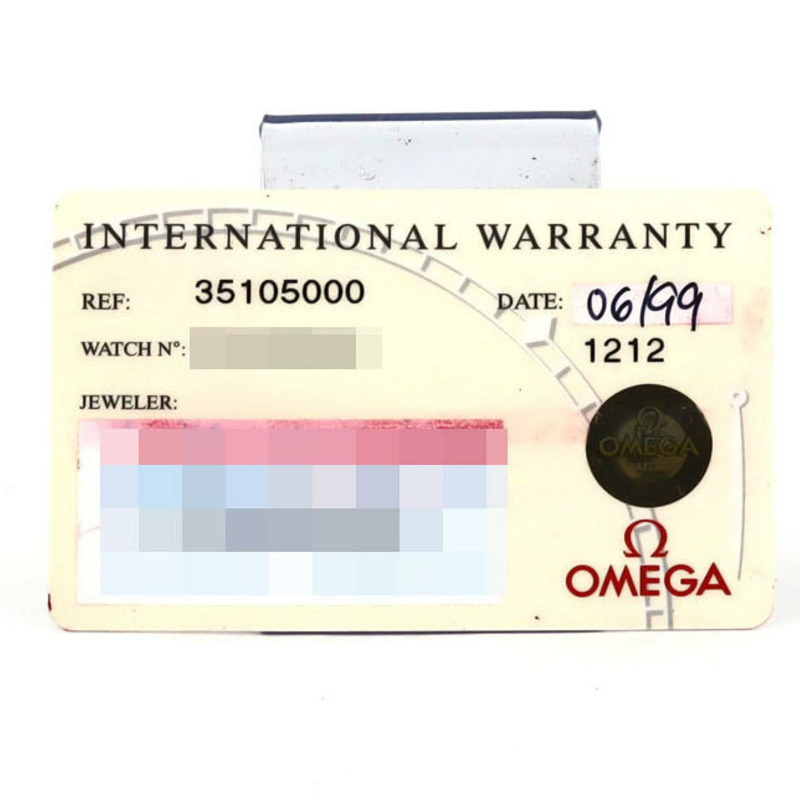 INTERNATIONAL WARRANTY
REF: 35105000 DATE: 06/99
WATCH N°: 1212
JEWELER:
OMEGA
Ω
OMEGA